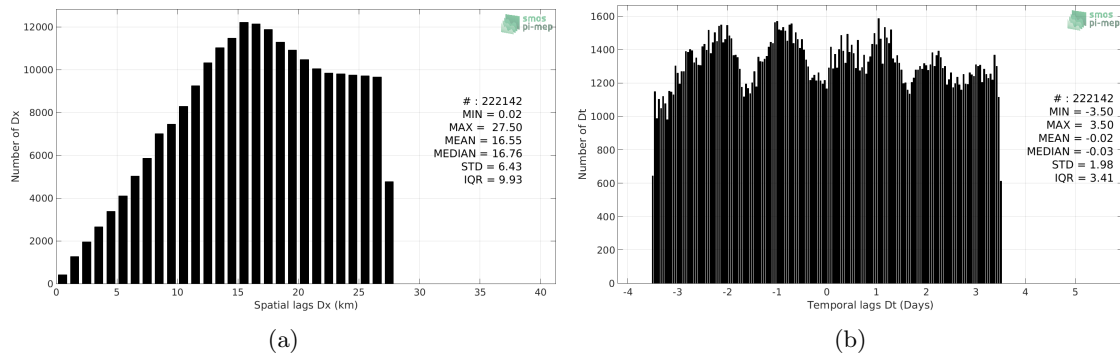 12000
10000
8000
6000
4000
2000
0
Number of Dx
0 5 10 15 20 25 30 35 40
Spatial lags Dx (km)
smos
pi-mep
# : 222142
MIN = 0.02
MAX = 27.50
MEAN = 16.55
MEDIAN = 16.76
STD = 6.43
IQR = 9.93
(a)
1600
1400
1200
1000
800
600
400
200
0
Number of Dt
-4 -3 -2 -1 0 1 2 3 4 5
Temporal lags Dt (Days)
smos
pi-mep
# : 222142
MIN = -3.50
MAX = 3.50
MEAN = -0.02
MEDIAN = -0.03
STD = 1.98
IQR = 3.41
(b)